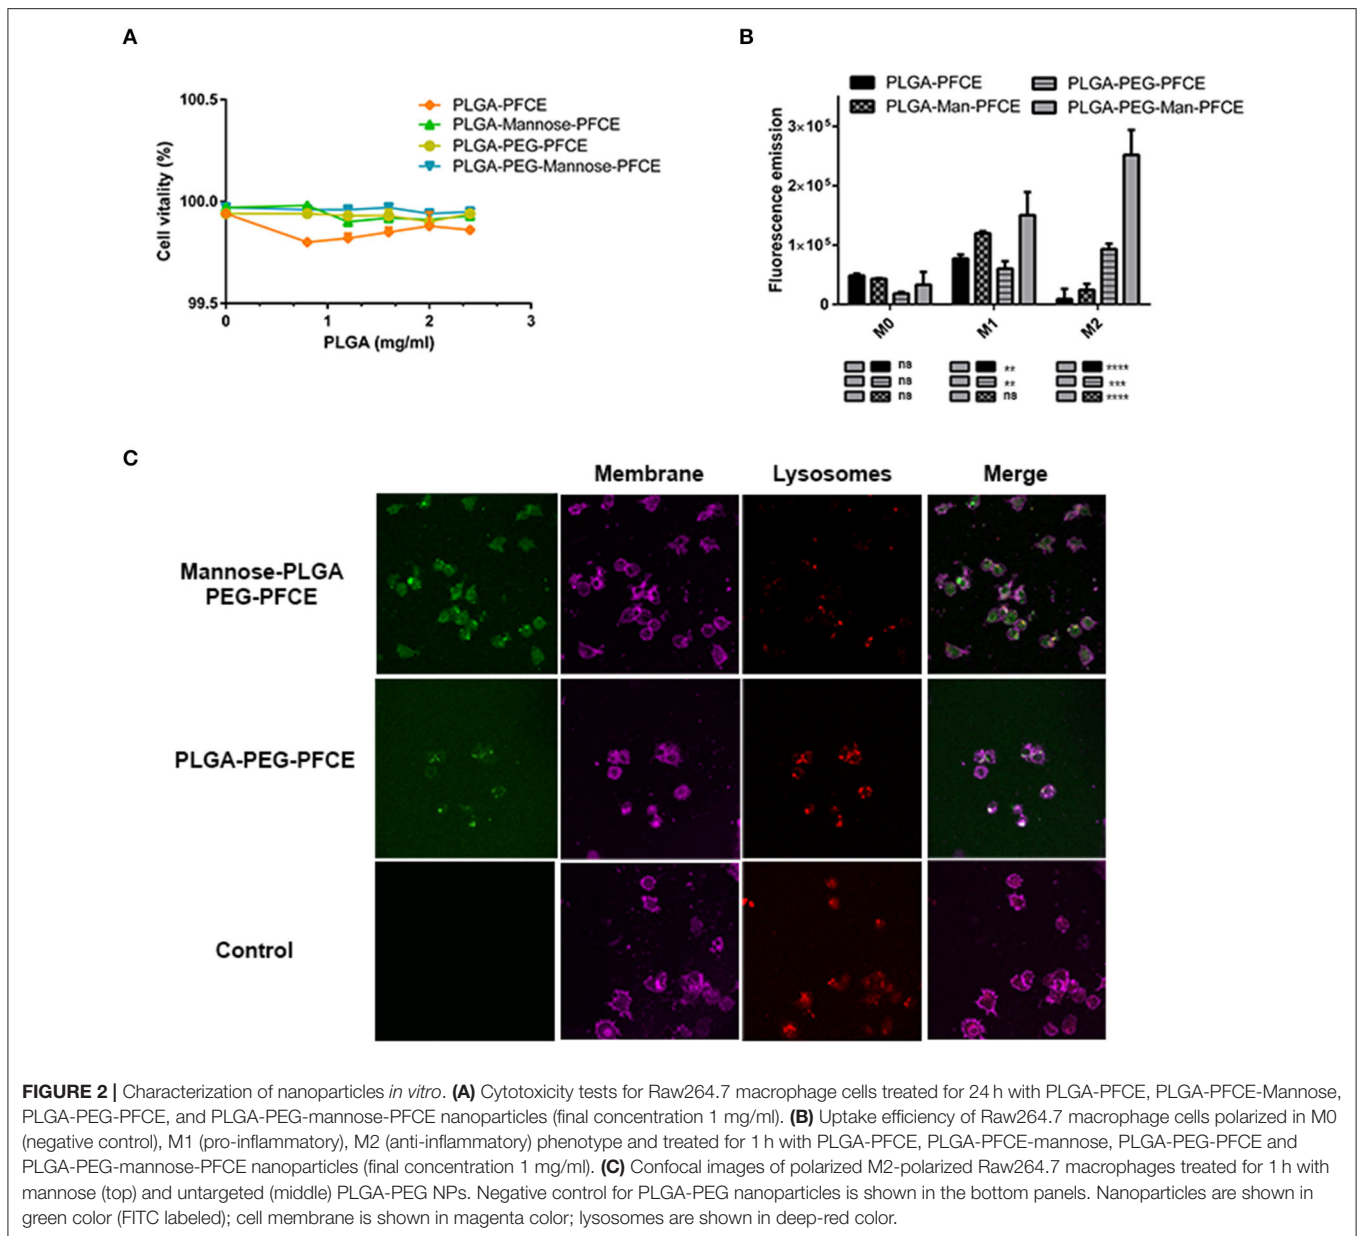 A
100.5
100.0
99.5
Cell vitality (%)
0
1
2
3
PLGA (mg/ml)
PLGA-PFCE
PLGA-Mannose-PFCE
PLGA-PEG-PFCE
PLGA-PEG-Mannose-PFCE
B
PLGA-PFCE
PLGA-PEG-PFCE
PLGA-Man-PFCE
PLGA-PEG-Man-PFCE
Fluorescence emission
3×10⁵
2×10⁵
1×10⁵
0
M0
M1
M2
ns
**
****
ns
**
***
ns
ns
****
C
Membrane
Lysosomes
Merge
Mannose-PLGA
PEG-PFCE
PLGA-PEG-PFCE
Control
FIGURE 2 | Characterization of nanoparticles in vitro. (A) Cytotoxicity tests for Raw264.7 macrophage cells treated for 24 h with PLGA-PFCE, PLGA-PFCE-Mannose,
PLGA-PEG-PFCE, and PLGA-PEG-mannose-PFCE nanoparticles (final concentration 1 mg/ml). (B) Uptake efficiency of Raw264.7 macrophage cells polarized in M0
(negative control), M1 (pro-inflammatory), M2 (anti-inflammatory) phenotype and treated for 1 h with PLGA-PFCE, PLGA-PFCE-mannose, PLGA-PEG-PFCE and
PLGA-PEG-mannose-PFCE nanoparticles (final concentration 1 mg/ml). (C) Confocal images of polarized M2-polarized Raw264.7 macrophages treated for 1 h with
mannose (top) and untargeted (middle) PLGA-PEG NPs. Negative control for PLGA-PEG nanoparticles is shown in the bottom panels. Nanoparticles are shown in
green color (FITC labeled); cell membrane is shown in magenta color; lysosomes are shown in deep-red color.